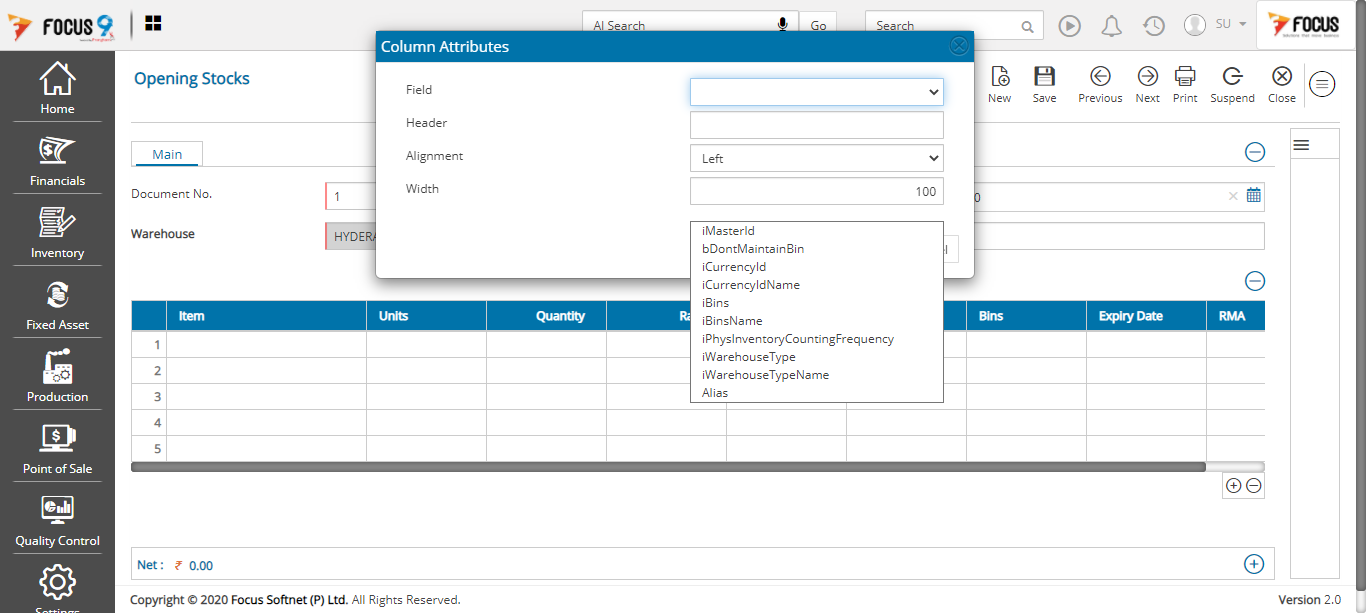 FOCUS 9
AI Search
Go
Search
SU
FOCUS
Column Attributes
Field
Header
Alignment
Left
Width
100
iMasterId
bDontMaintainBin
iCurrencyId
iCurrencyIdName
iBins
iBinsName
iPhysInventoryCountingFrequency
iWarehouseType
iWarehouseTypeName
Alias
Home
Financials
Inventory
Fixed Asset
Production
Point of Sale
Quality Control
Settings
Opening Stocks
New
Save
Previous
Next
Print
Suspend
Close
Main
Document No.
1
0
Warehouse
HYDERA
Item Units Quantity Ra Bins Expiry Date RMA
1
2
3
4
5
Net : ₹ 0.00
Copyright © 2020 Focus Softnet (P) Ltd. All Rights Reserved.
Version 2.0